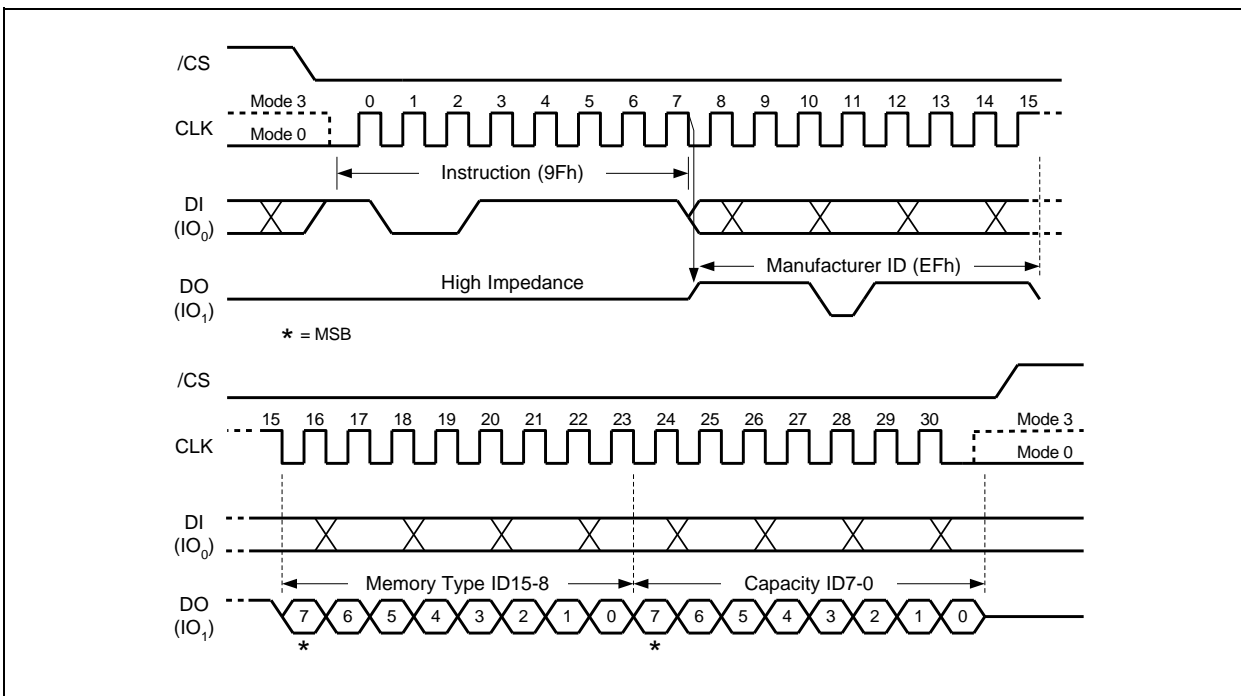 /CS
Mode 3 0 1 2 3 4 5 6 7 8 9 10 11 12 13 14 15
CLK
Mode 0
Instruction (9Fh)
DI
(IO0)
Manufacturer ID (EFh)
High Impedance
DO
(IO1)
* = MSB
/CS
15 16 17 18 19 20 21 22 23 24 25 26 27 28 29 30 Mode 3
CLK
Mode 0
DI
(IO0)
Memory Type ID15-8 Capacity ID7-0
DO
(IO1)
7 6 5 4 3 2 1 0 7 6 5 4 3 2 1 0
* *